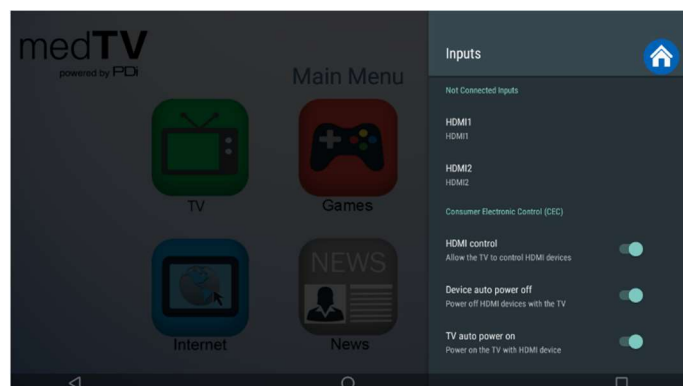 medTV
powered by PDi
Main Menu
TV
Games
Internet
NEWS
News
Inputs
Not Connected Inputs
HDMI1
HDMI1
HDMI2
HDMI2
Consumer Electronic Control (CEC)
HDMI control
Allow the TV to control HDMI devices
Device auto power off
Power off HDMI devices with the TV
TV auto power on
Power on the TV with HDMI device